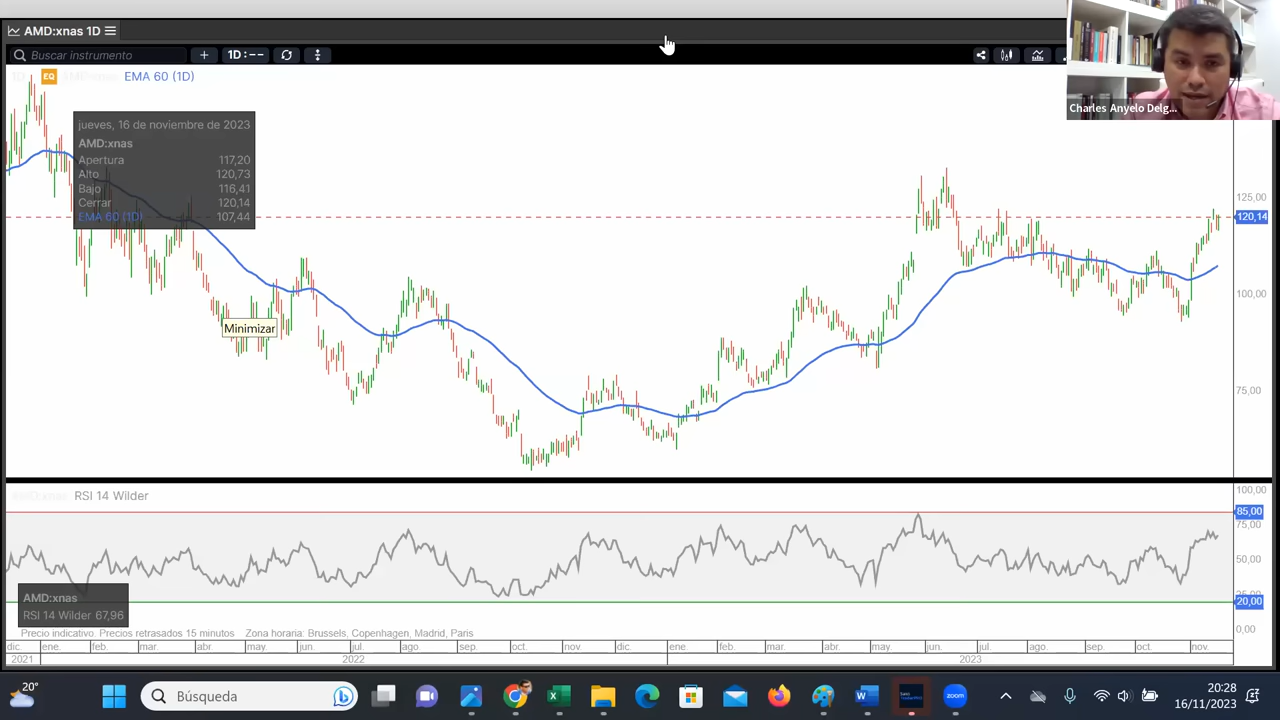 AMD:xnas 1D
Buscar instrumento
1D:--
EQ
EMA 60 (1D)
Charles Anyelo Delg...
jueves, 16 de noviembre de 2023
AMD:xnas
Apertura 117,20
Alto 120,73
Bajo 116,41
Cerrar 120,14
EMA 60 (1D) 107,44
125,00
120,14
100,00
75,00
Minimizar
RSI 14 Wilder
100,00
85,00
75,00
50,00
20,00
0,00
AMD:xnas
RSI 14 Wilder 67,96
Precio indicativo. Precios retrasados 15 minutos Zona horaria: Brussels, Copenhagen, Madrid, Paris
dic. ene. feb. mar. abr. may. jun. jul. ago. sep. oct. nov. dic. ene. feb. mar. abr. may. jun. jul. ago. sep. oct. nov.
2021 2022 2023
20°
Búsqueda
zoom
20:28
16/11/2023